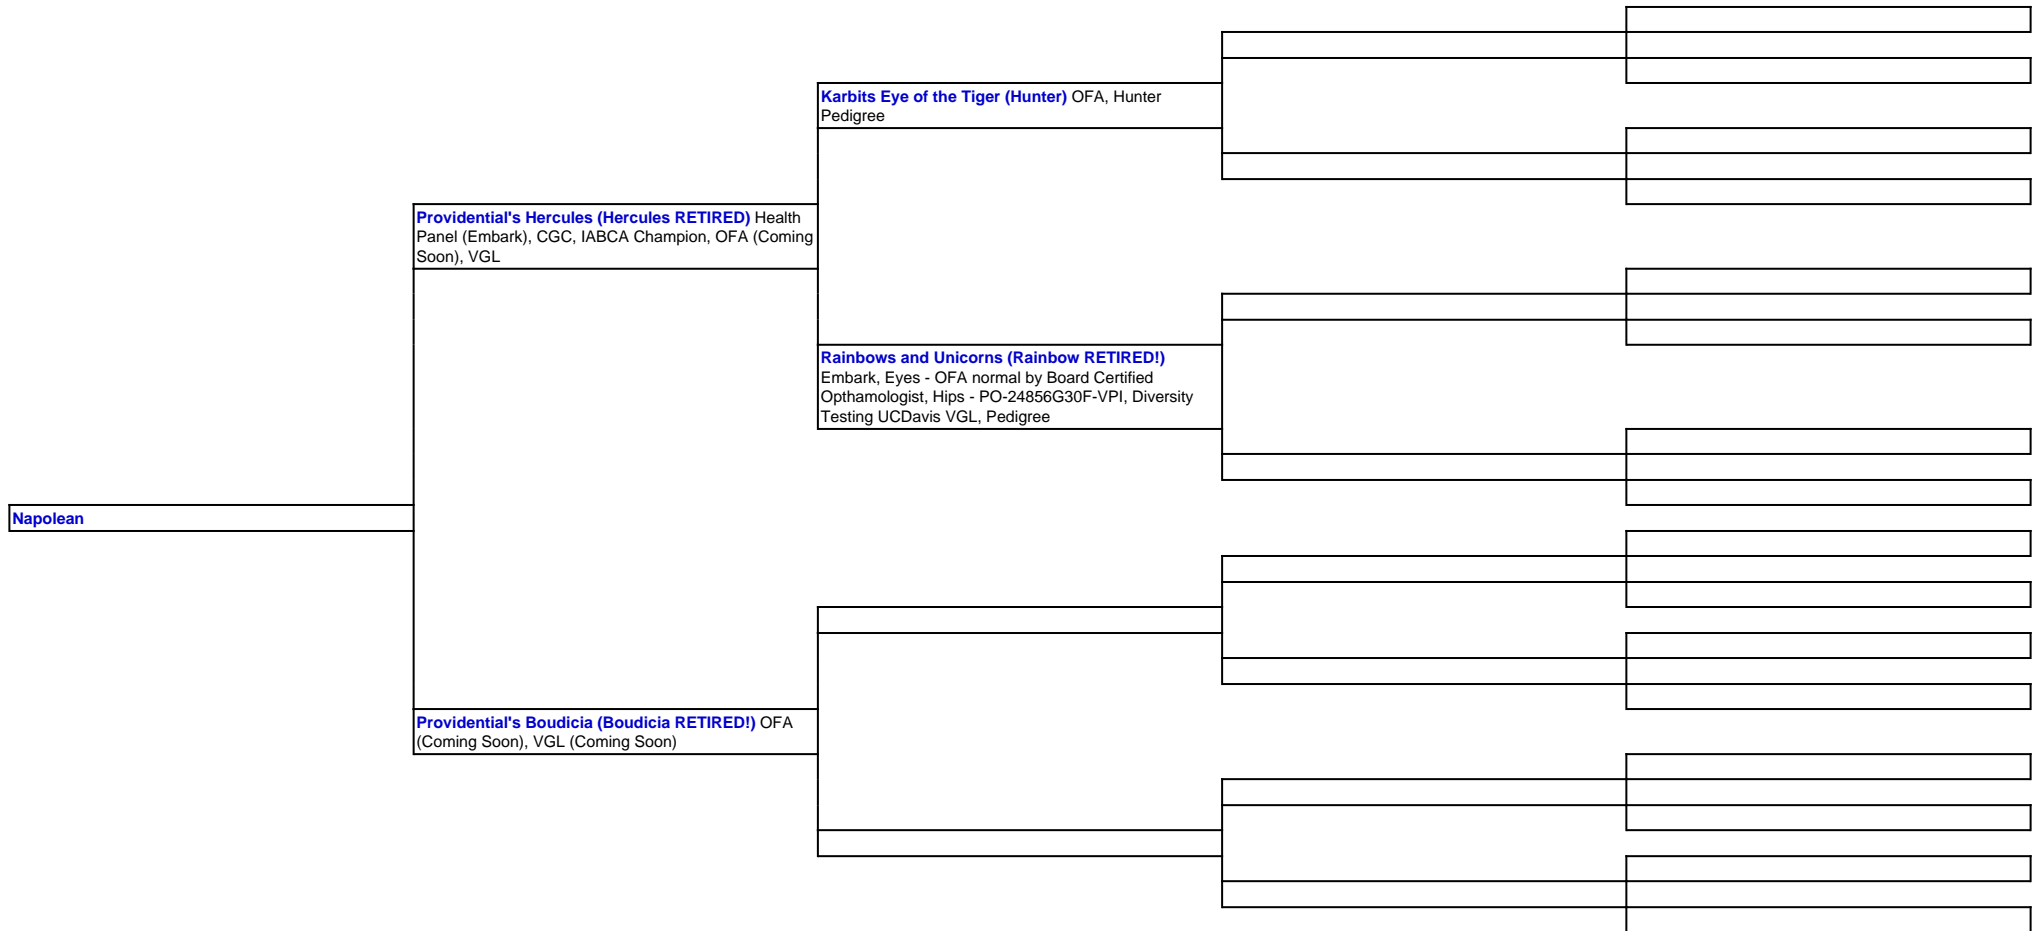 Karbits Eye of the Tiger (Hunter) OFA, Hunter
Pedigree
Providential's Hercules (Hercules RETIRED) Health
Panel (Embark), CGC, IABCA Champion, OFA (Coming
Soon), VGL
Rainbows and Unicorns (Rainbow RETIRED!)
Embark, Eyes - OFA normal by Board Certified
Opthamologist, Hips - PO-24856G30F-VPI, Diversity
Testing UCDavis VGL, Pedigree
Napolean
Providential's Boudicia (Boudicia RETIRED!) OFA
(Coming Soon), VGL (Coming Soon)